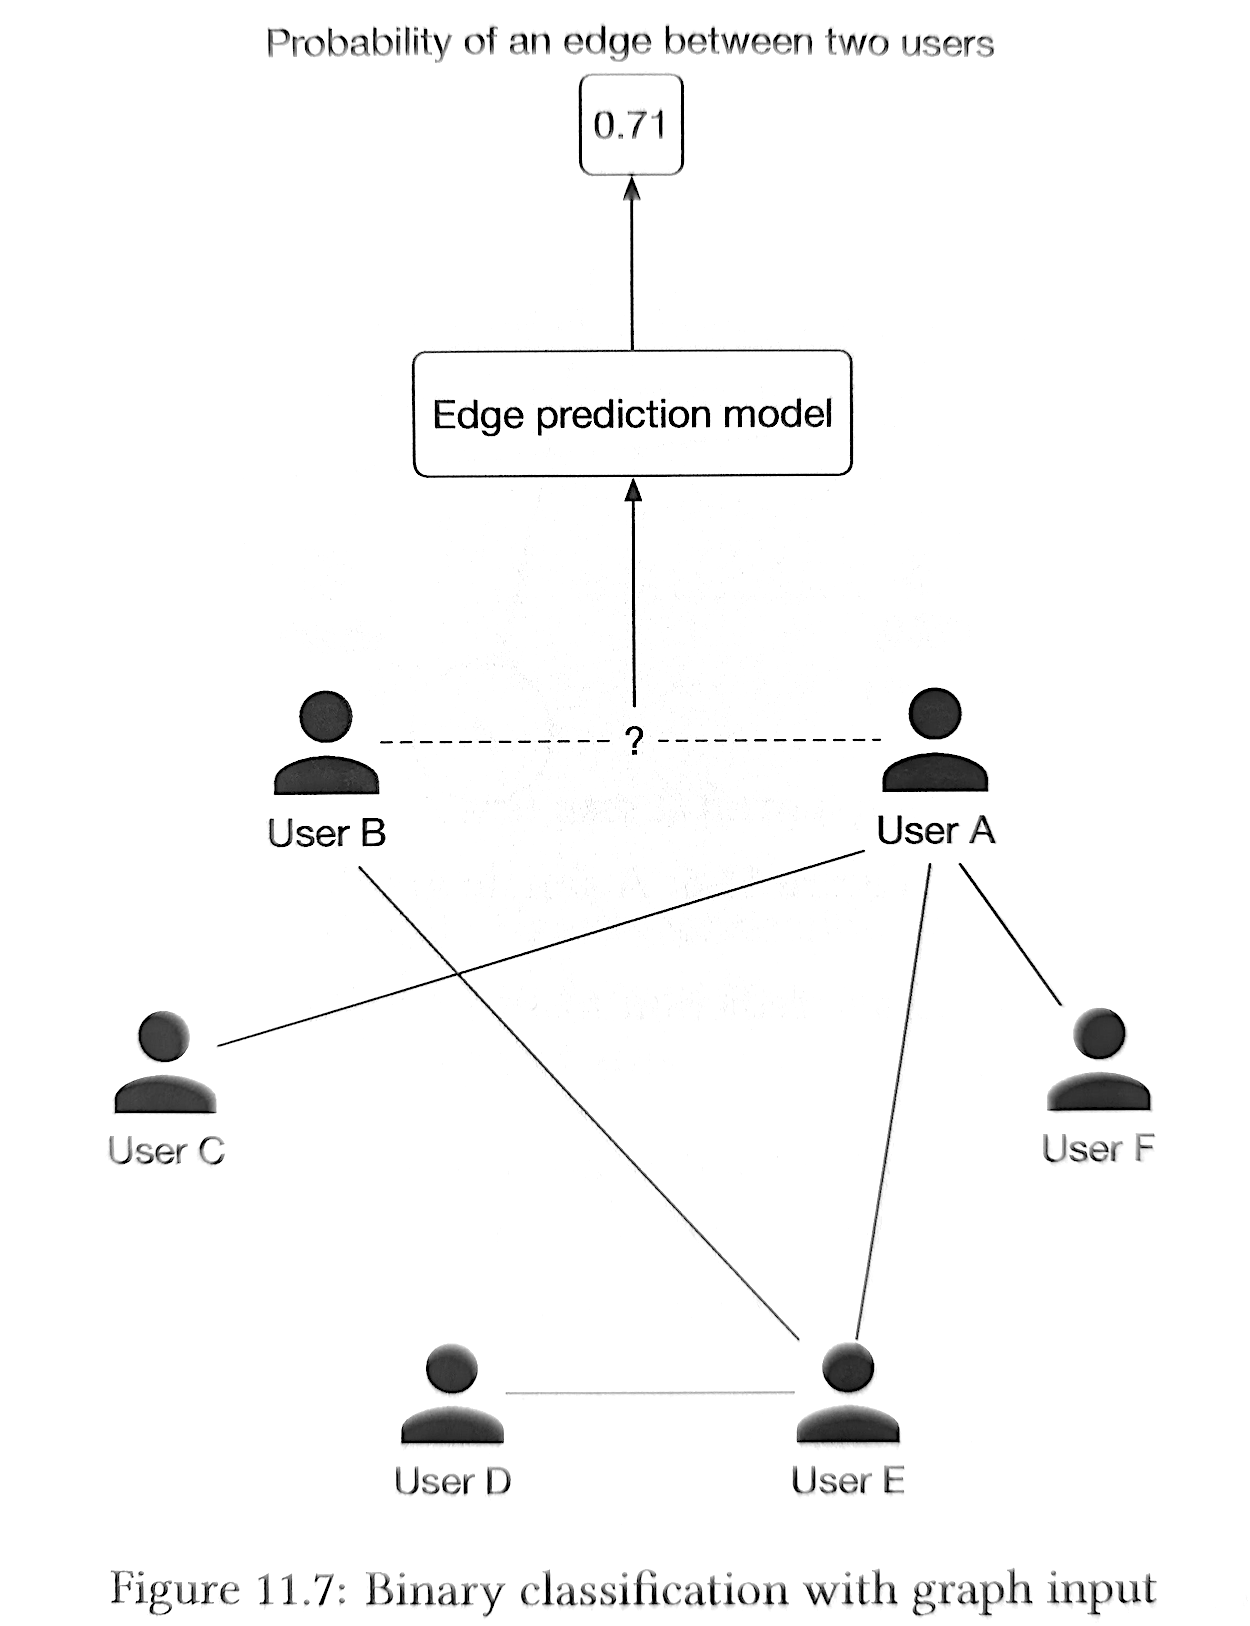 Probability of an edge between two users
0.71
Edge prediction model
?
User B
User A
User C
User F
User D
User E
Figure 11.7: Binary classification with graph input